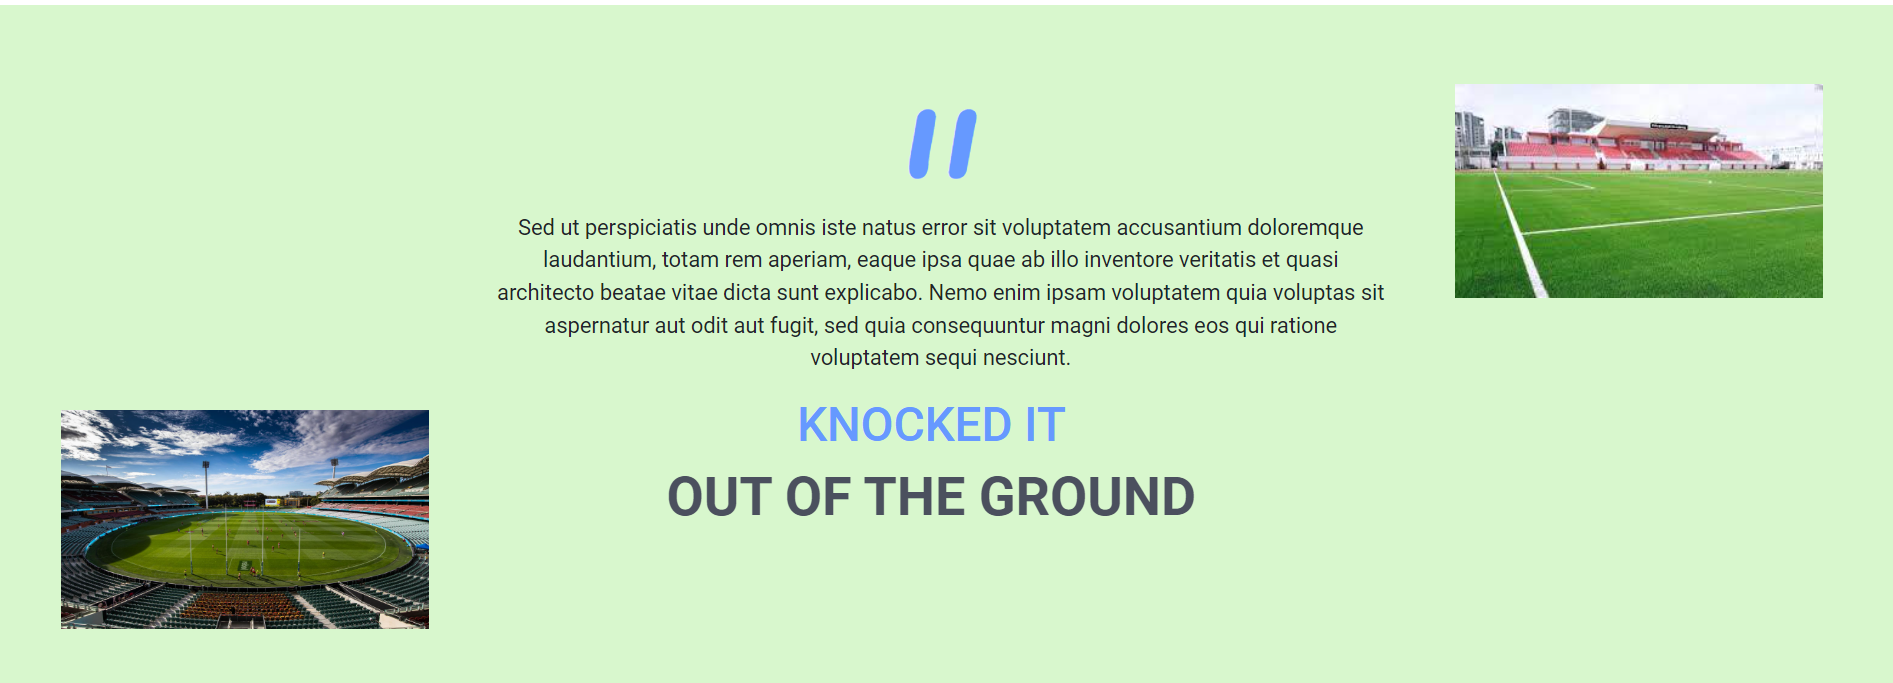 "
Sed ut perspiciatis unde omnis iste natus error sit voluptatem accusantium doloremque
laudantium, totam rem aperiam, eaque ipsa quae ab illo inventore veritatis et quasi
architecto beatae vitae dicta sunt explicabo. Nemo enim ipsam voluptatem quia voluptas sit
aspernatur aut odit aut fugit, sed quia consequuntur magni dolores eos qui ratione
voluptatem sequi nesciunt.
KNOCKED IT
OUT OF THE GROUND